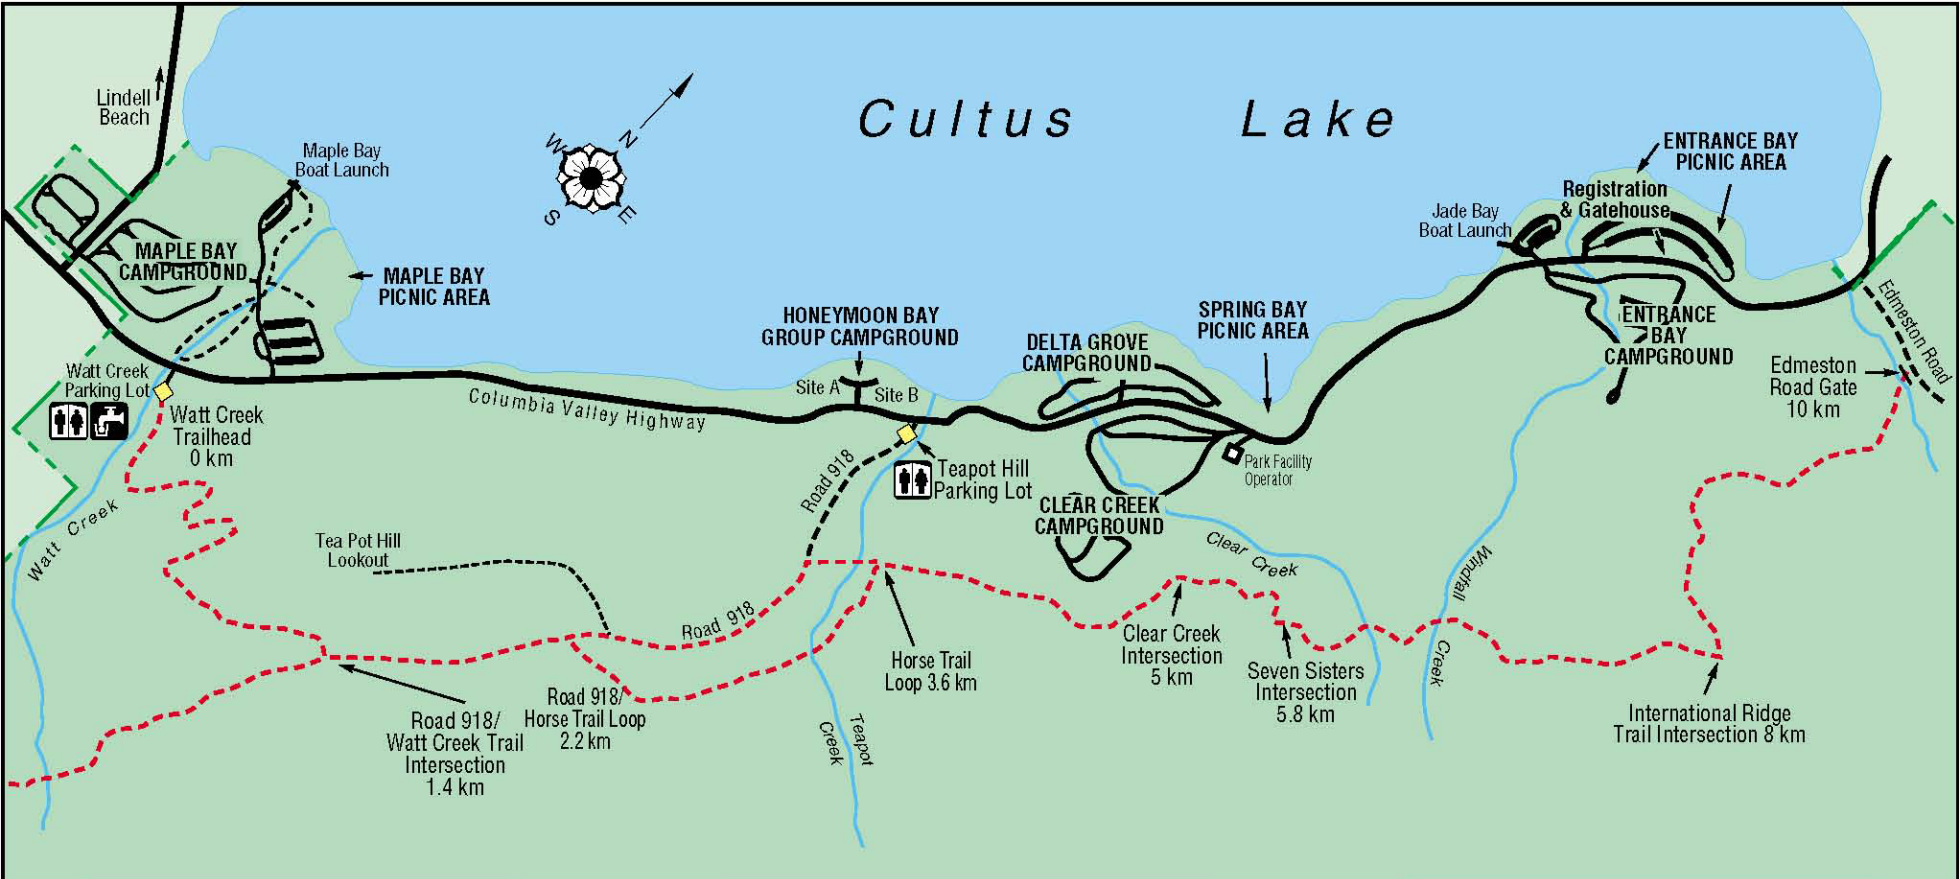 Cultus Lake
Lindell
Beach
Maple Bay
Boat Launch
W
N
S
E
MAPLE BAY
CAMPGROUND
MAPLE BAY
PICNIC AREA
ENTRANCE BAY
PICNIC AREA
Registration
& Gatehouse
Jade Bay
Boat Launch
HONEYMOON BAY
GROUP CAMPGROUND
Site A
Site B
DELTA GROVE
CAMPGROUND
SPRING BAY
PICNIC AREA
ENTRANCE
BAY
CAMPGROUND
Edmeston Road
Edmeston
Road Gate
10 km
Watt Creek
Parking Lot
Watt Creek
Trailhead
0 km
Columbia Valley Highway
Road 918
Teapot Hill
Parking Lot
Park Facility
Operator
CLEAR CREEK
CAMPGROUND
Watt Creek
Tea Pot Hill
Lookout
Clear Creek
Windfall
Creek
Road 918
Horse Trail
Loop 3.6 km
Clear Creek
Intersection
5 km
Seven Sisters
Intersection
5.8 km
Road 918/
Watt Creek Trail
Intersection
1.4 km
Road 918/
Horse Trail Loop
2.2 km
Teapot
Creek
International Ridge
Trail Intersection 8 km